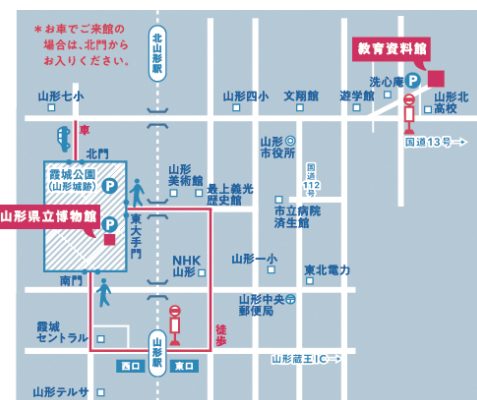 ＊お車でご来館の
場合は、北門から
お入りください。
北山形駅
教育資料館
洗心庵
P
山形北
高校
山形七小
山形四小
文翔館
遊学館
車
国道13号→
北門
霞城公園
(山形城跡)
P
山形
市役所
国道
112号
山形
美術館
最上義光
歴史館
市立病院
済生館
山形県立博物館
P
東大手門
NHK
山形
山形一小
東北電力
南門
山形中央
郵便局
霞城
セントラル
徒歩
山形駅
西口
東口
山形蔵王IC→
山形テルサ